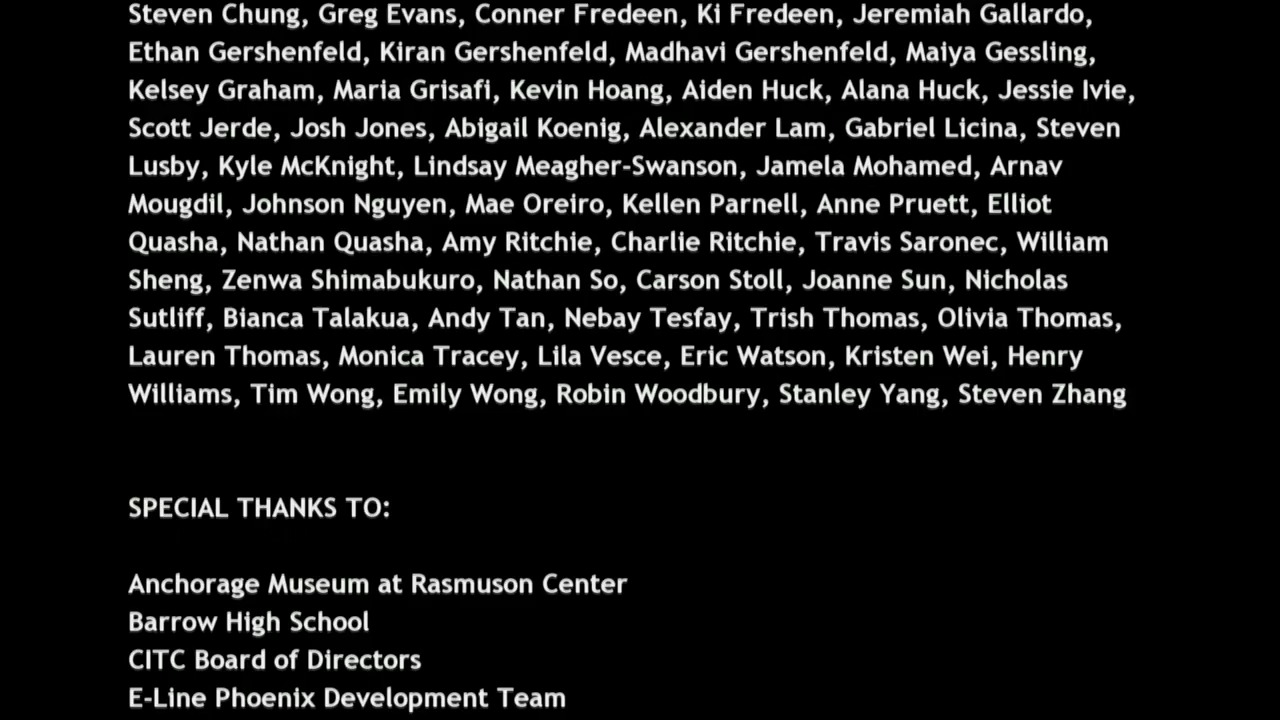 Steven Chung, Greg Evans, Conner Fredeen, Ki Fredeen, Jeremiah Gallardo,
Ethan Gershenfeld, Kiran Gershenfeld, Madhavi Gershenfeld, Maiya Gessling,
Kelsey Graham, Maria Grisafi, Kevin Hoang, Aiden Huck, Alana Huck, Jessie Ivie,
Scott Jerde, Josh Jones, Abigail Koenig, Alexander Lam, Gabriel Licina, Steven
Lusby, Kyle McKnight, Lindsay Meagher-Swanson, Jamela Mohamed, Arnav
Mougdil, Johnson Nguyen, Mae Oreiro, Kellen Parnell, Anne Pruett, Elliot
Quasha, Nathan Quasha, Amy Ritchie, Charlie Ritchie, Travis Saronec, William
Sheng, Zenwa Shimabukuro, Nathan So, Carson Stoll, Joanne Sun, Nicholas
Sutliff, Bianca Talakua, Andy Tan, Nebay Tesfay, Trish Thomas, Olivia Thomas,
Lauren Thomas, Monica Tracey, Lila Vesce, Eric Watson, Kristen Wei, Henry
Williams, Tim Wong, Emily Wong, Robin Woodbury, Stanley Yang, Steven Zhang
SPECIAL THANKS TO:
Anchorage Museum at Rasmuson Center
Barrow High School
CITC Board of Directors
E-Line Phoenix Development Team